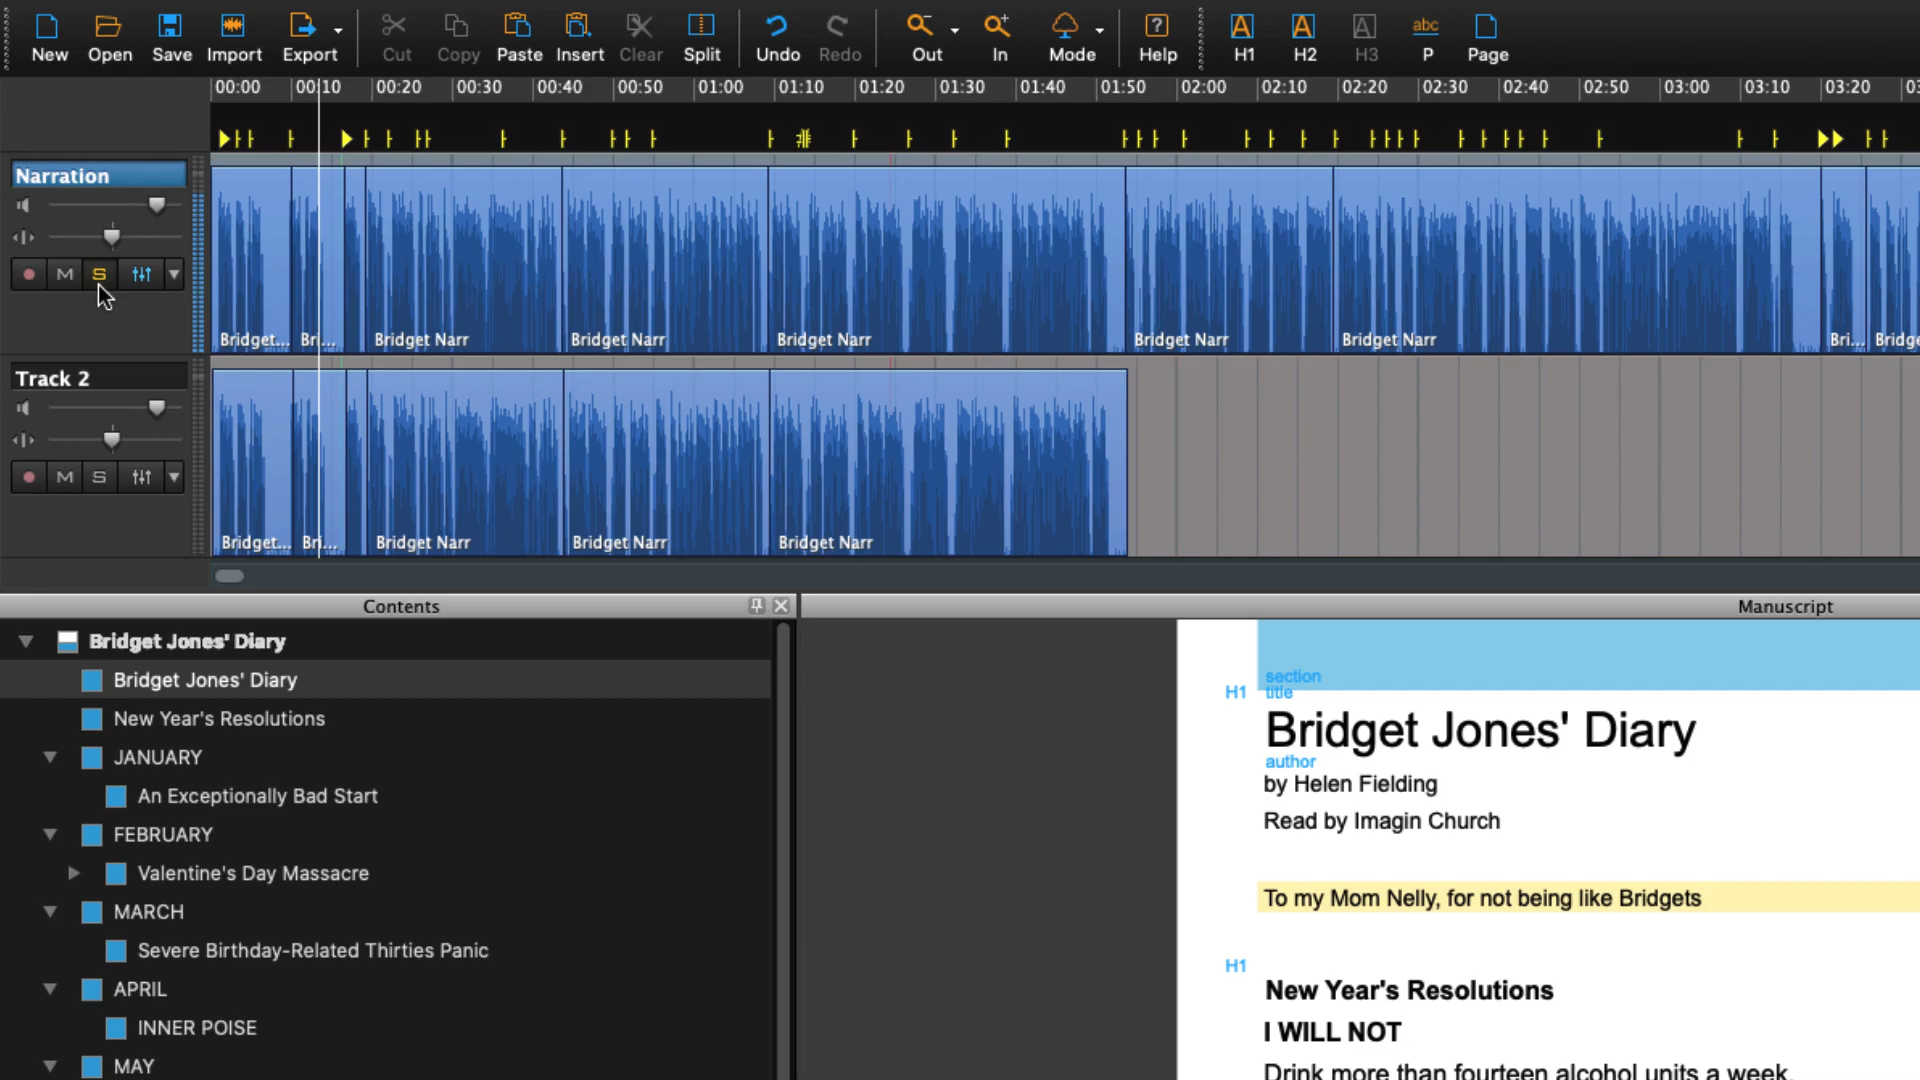 New Open Save Import Export Cut Copy Paste Insert Clear Split Undo Redo Out In Mode Help H1 H2 H3 abc P Page
00:00 00:10 00:20 00:30 00:40 00:50 01:00 01:10 01:20 01:30 01:40 01:50 02:00 02:10 02:20 02:30 02:40 02:50 03:00 03:10 03:20
Narration
M S
Bridget... Bri... Bridget Narr Bridget Narr Bridget Narr Bridget Narr Bridget Narr Bri... Bridge
Track 2
M S
Bridget... Bri... Bridget Narr Bridget Narr Bridget Narr
Contents
Bridget Jones' Diary
Bridget Jones' Diary
New Year's Resolutions
JANUARY
An Exceptionally Bad Start
FEBRUARY
Valentine's Day Massacre
MARCH
Severe Birthday-Related Thirties Panic
APRIL
INNER POISE
MAY
Manuscript
section
H1 title
Bridget Jones' Diary
author
by Helen Fielding
Read by Imagin Church
To my Mom Nelly, for not being like Bridgets
H1
New Year's Resolutions
I WILL NOT
Drink more than fourteen alcohol units a week.